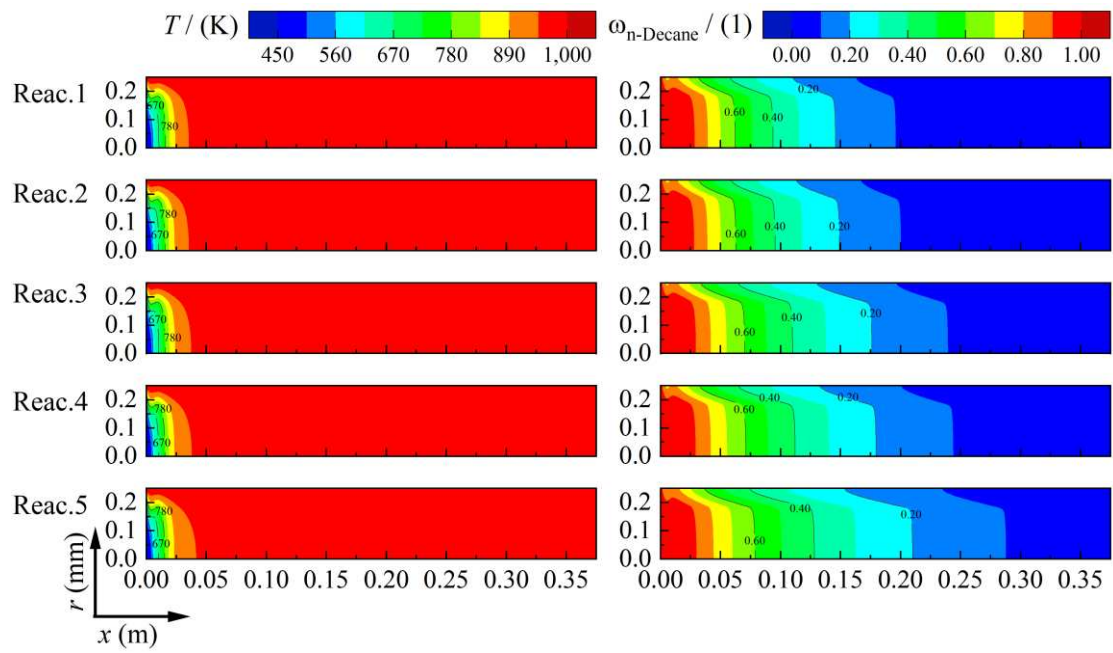 T / (K) ω n-Decane / (1)
450 560 670 780 890 1,000 0.00 0.20 0.40 0.60 0.80 1.00
Reac.1 0.2 0.1 0.0 670 780 0.60 0.40 0.20
Reac.2 0.2 0.1 0.0 780 670 0.60 0.40 0.20
Reac.3 0.2 0.1 0.0 670 780 0.60 0.40 0.20
Reac.4 0.2 0.1 0.0 780 670 0.60 0.40 0.20
Reac.5 0.2 0.1 0.0 780 670 0.60 0.40 0.20
0.00 0.05 0.10 0.15 0.20 0.25 0.30 0.35 0.00 0.05 0.10 0.15 0.20 0.25 0.30 0.35
r (mm)
x (m)